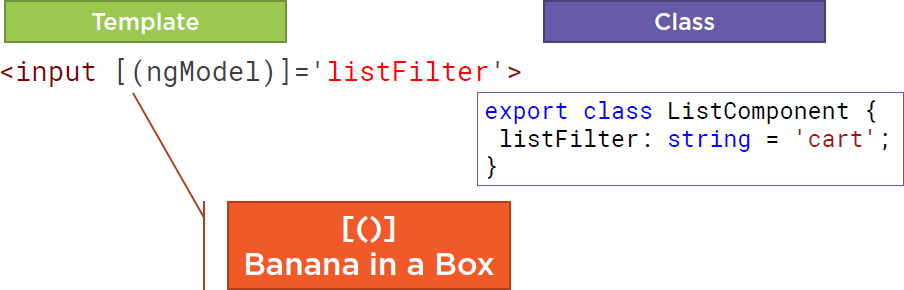 Template
Class
<input [(ngModel)]='listFilter'>
export class ListComponent {
listFilter: string = 'cart';
}
[()]
Banana in a Box